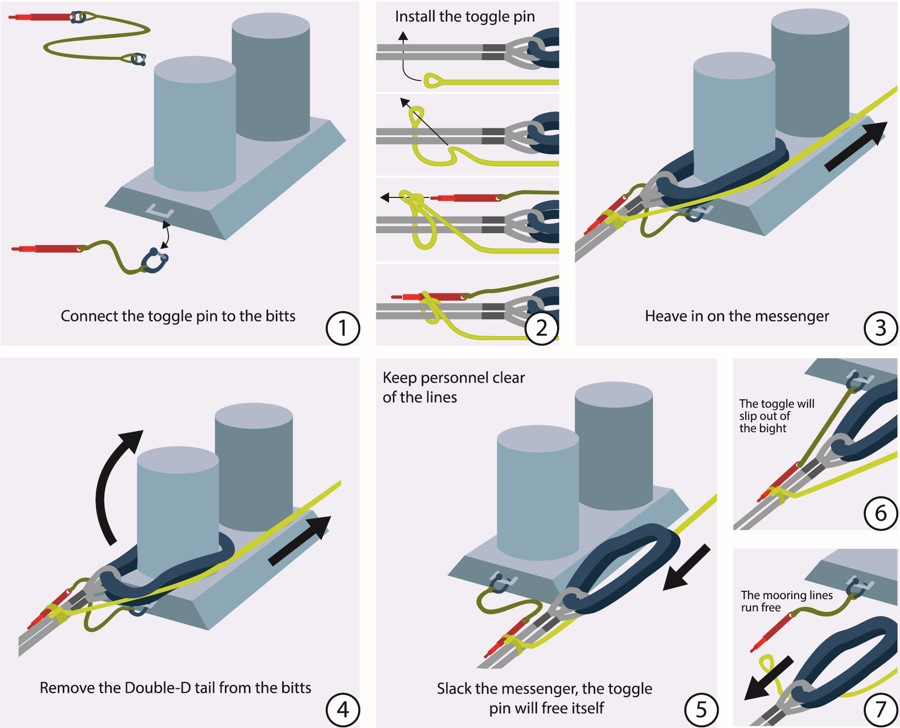 Connect the toggle pin to the bitts
1
Install the toggle pin
2
Heave in on the messenger
3
Remove the Double-D tail from the bitts
4
Keep personnel clear
of the lines
Slack the messenger, the toggle
pin will free itself
5
The toggle will
slip out of
the bight
6
The mooring lines
run free
7